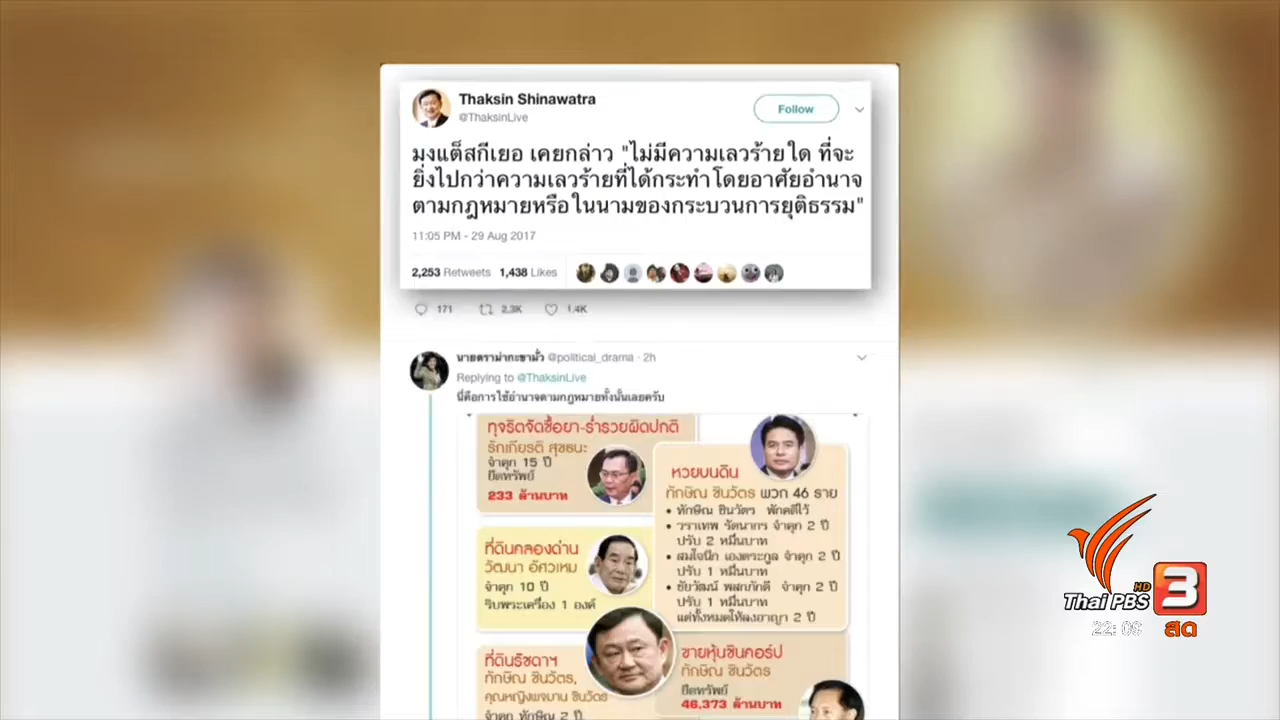 Thaksin Shinawatra
@ThaksinLive
Follow
มงแต็สกีเยอ เคยกล่าว "ไม่มีความเลวร้ายใด ที่จะ
ยิ่งไปกว่าความเลวร้ายที่ได้กระทำโดยอาศัยอำนาจ
ตามกฎหมายหรือในนามของกระบวนการยุติธรรม"
11:05 PM - 29 Aug 2017
2,253 Retweets 1,438 Likes
171 2.3K 1.4K
นายดราม่ากะซามั่ว @political_drama · 2h
Replying to @ThaksinLive
นี่คือการใช้อำนาจตามกฎหมายทั้งนั้นเลยครับ
ทุจริตจัดซื้อยา-ร่ำรวยผิดปกติ
รักเกียรติ สุขธนะ
จำคุก 15 ปี
ยึดทรัพย์
233 ล้านบาท
ที่ดินคลองด่าน
วัฒนา อัศวเหม
จำคุก 10 ปี
ริบพระเครื่อง 1 องค์
ที่ดินรัชดาฯ
ทักษิณ ชินวัตร,
คุณหญิงพจมาน ชินวัตร
จำคุก ทักษิณ 2 ปี,
หวยบนดิน
ทักษิณ ชินวัตร พวก 46 ราย
• ทักษิณ ชินวัตร พักคดีไว้
• วราเทพ รัตนากร จำคุก 2 ปี
ปรับ 2 หมื่นบาท
• สมใจนึก เองตระกูล จำคุก 2 ปี
ปรับ 1 หมื่นบาท
• ชัยวัฒน์ พสกภักดี จำคุก 2 ปี
ปรับ 1 หมื่นบาท
แต่ทั้งหมดให้รอลงอาญา 2 ปี
ขายหุ้นชินคอร์ป
ทักษิณ ชินวัตร
ยึดทรัพย์
46,373 ล้านบาท
HD
Thai PBS 3
สด